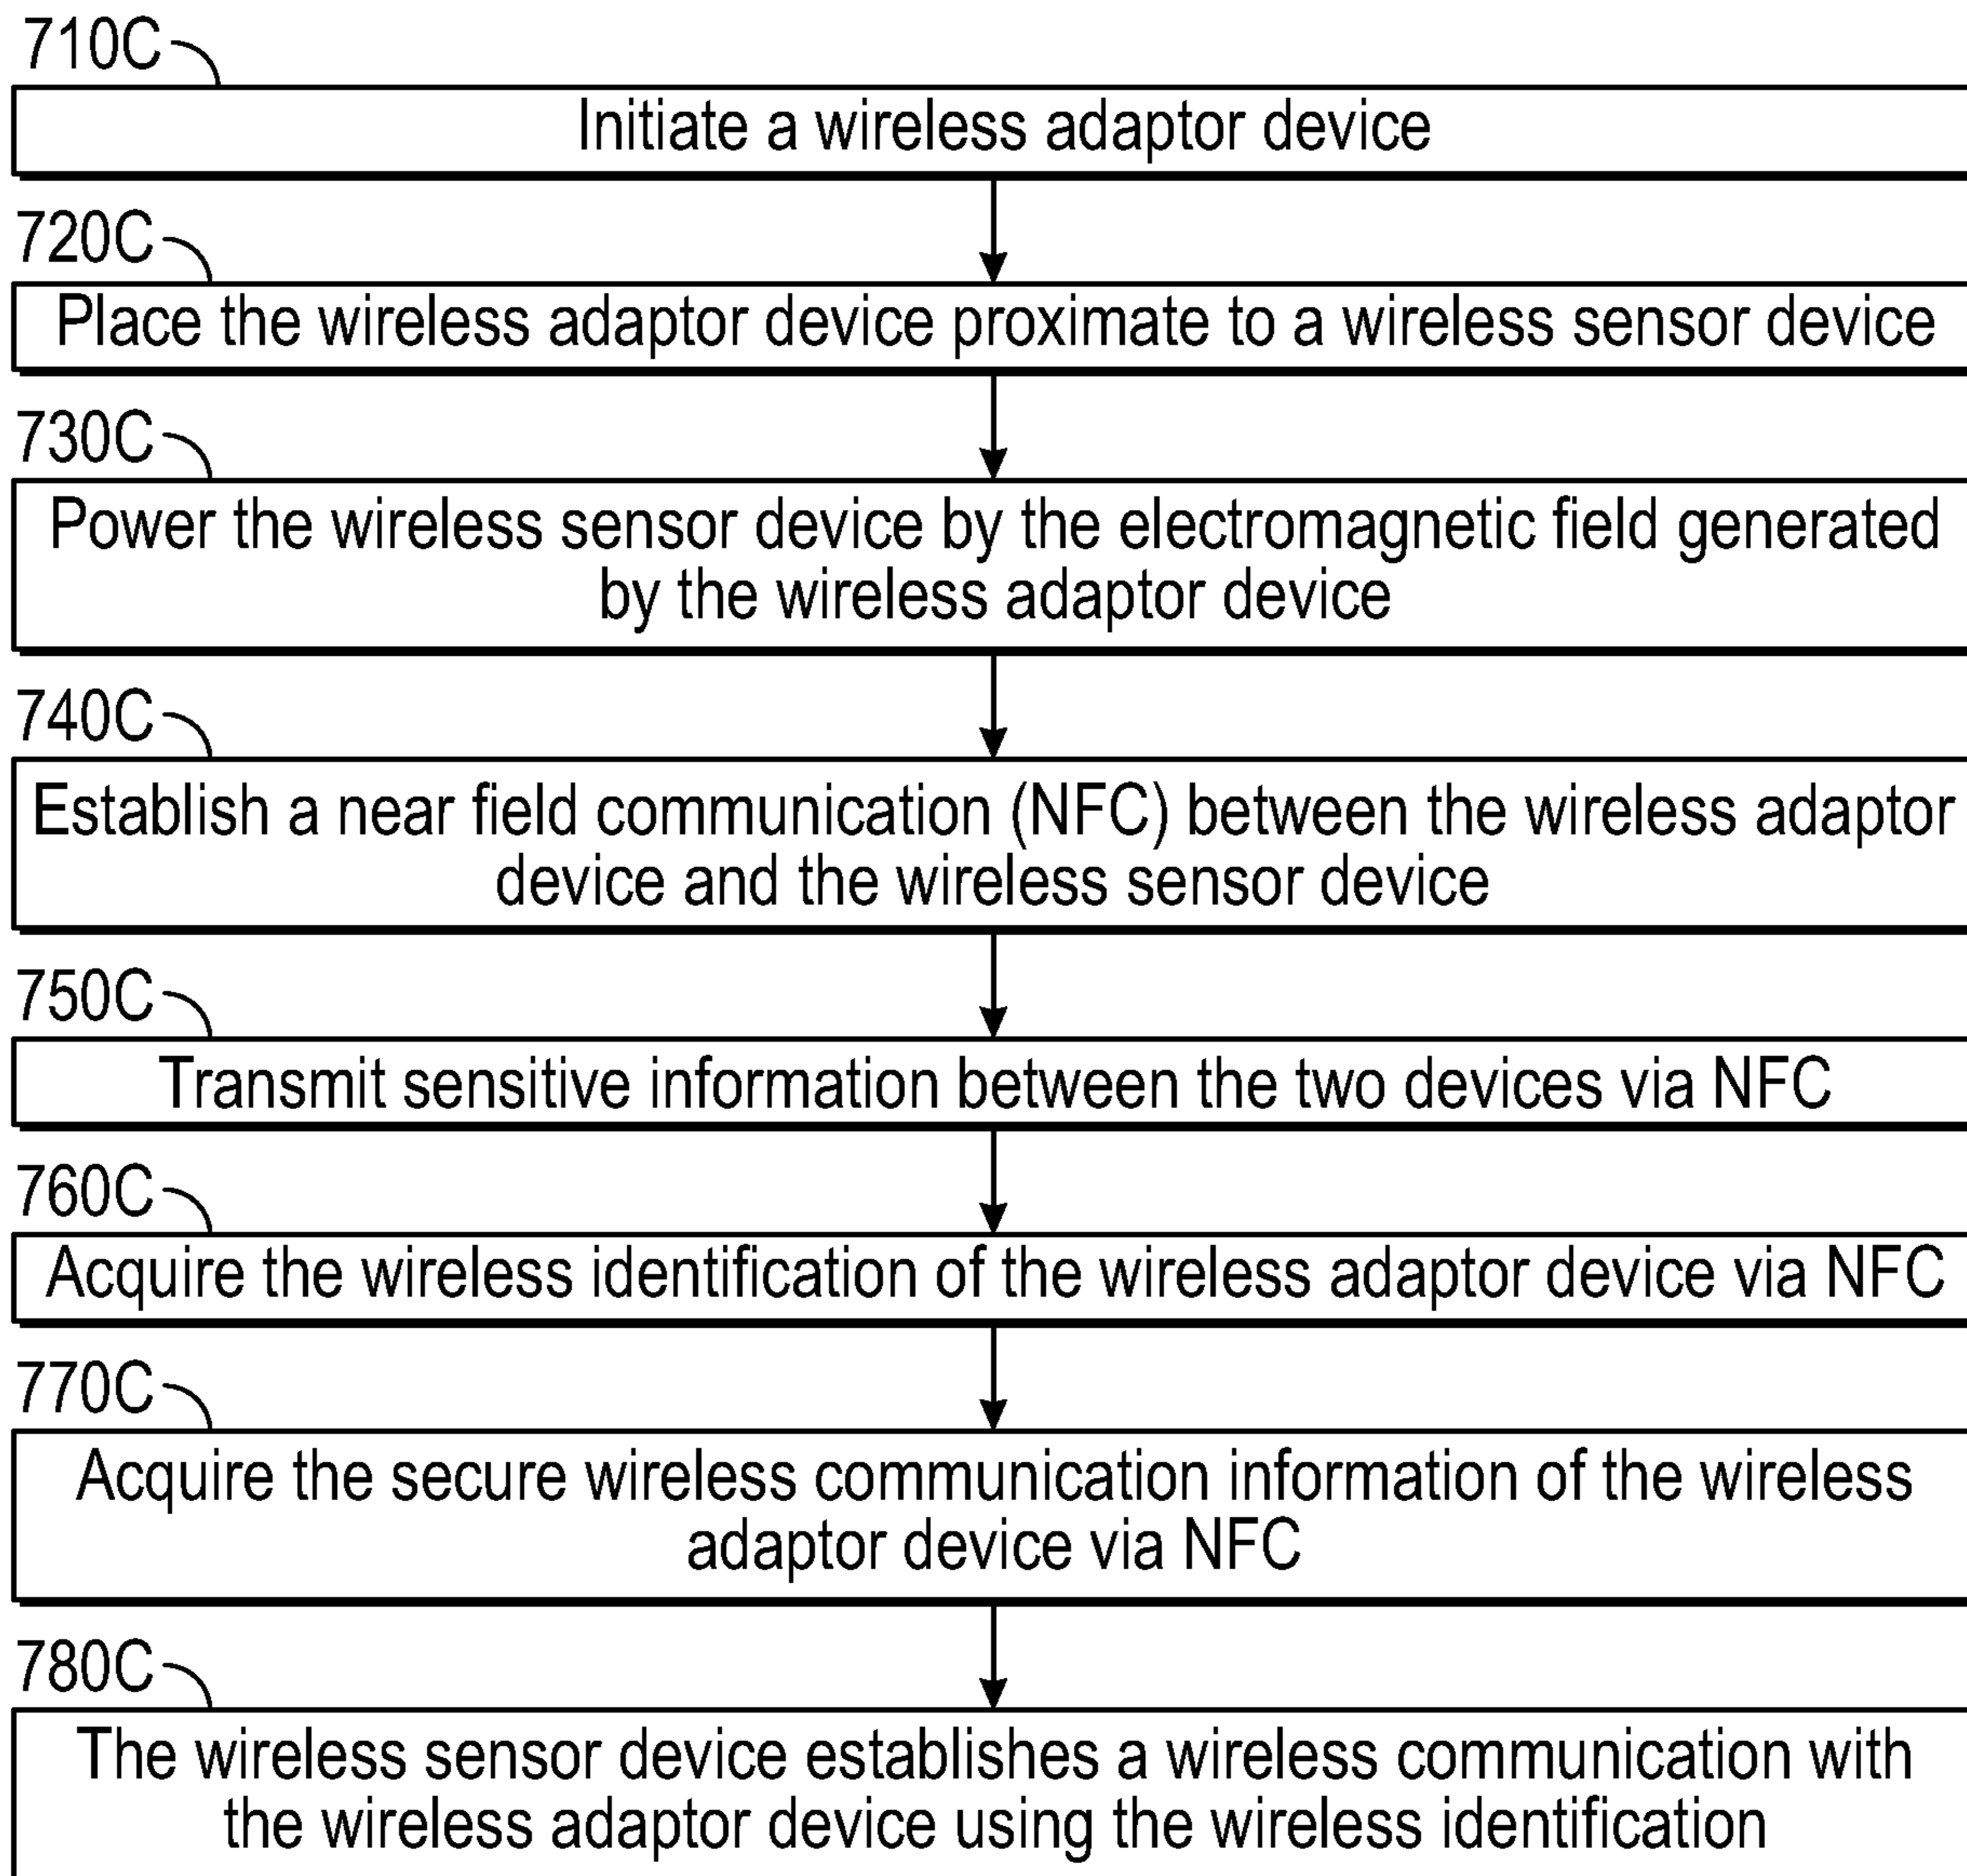 710C
Initiate a wireless adaptor device
720C
Place the wireless adaptor device proximate to a wireless sensor device
730C
Power the wireless sensor device by the electromagnetic field generated
by the wireless adaptor device
740C
Establish a near field communication (NFC) between the wireless adaptor
device and the wireless sensor device
750C
Transmit sensitive information between the two devices via NFC
760C
Acquire the wireless identification of the wireless adaptor device via NFC
770C
Acquire the secure wireless communication information of the wireless
adaptor device via NFC
780C
The wireless sensor device establishes a wireless communication with
the wireless adaptor device using the wireless identification